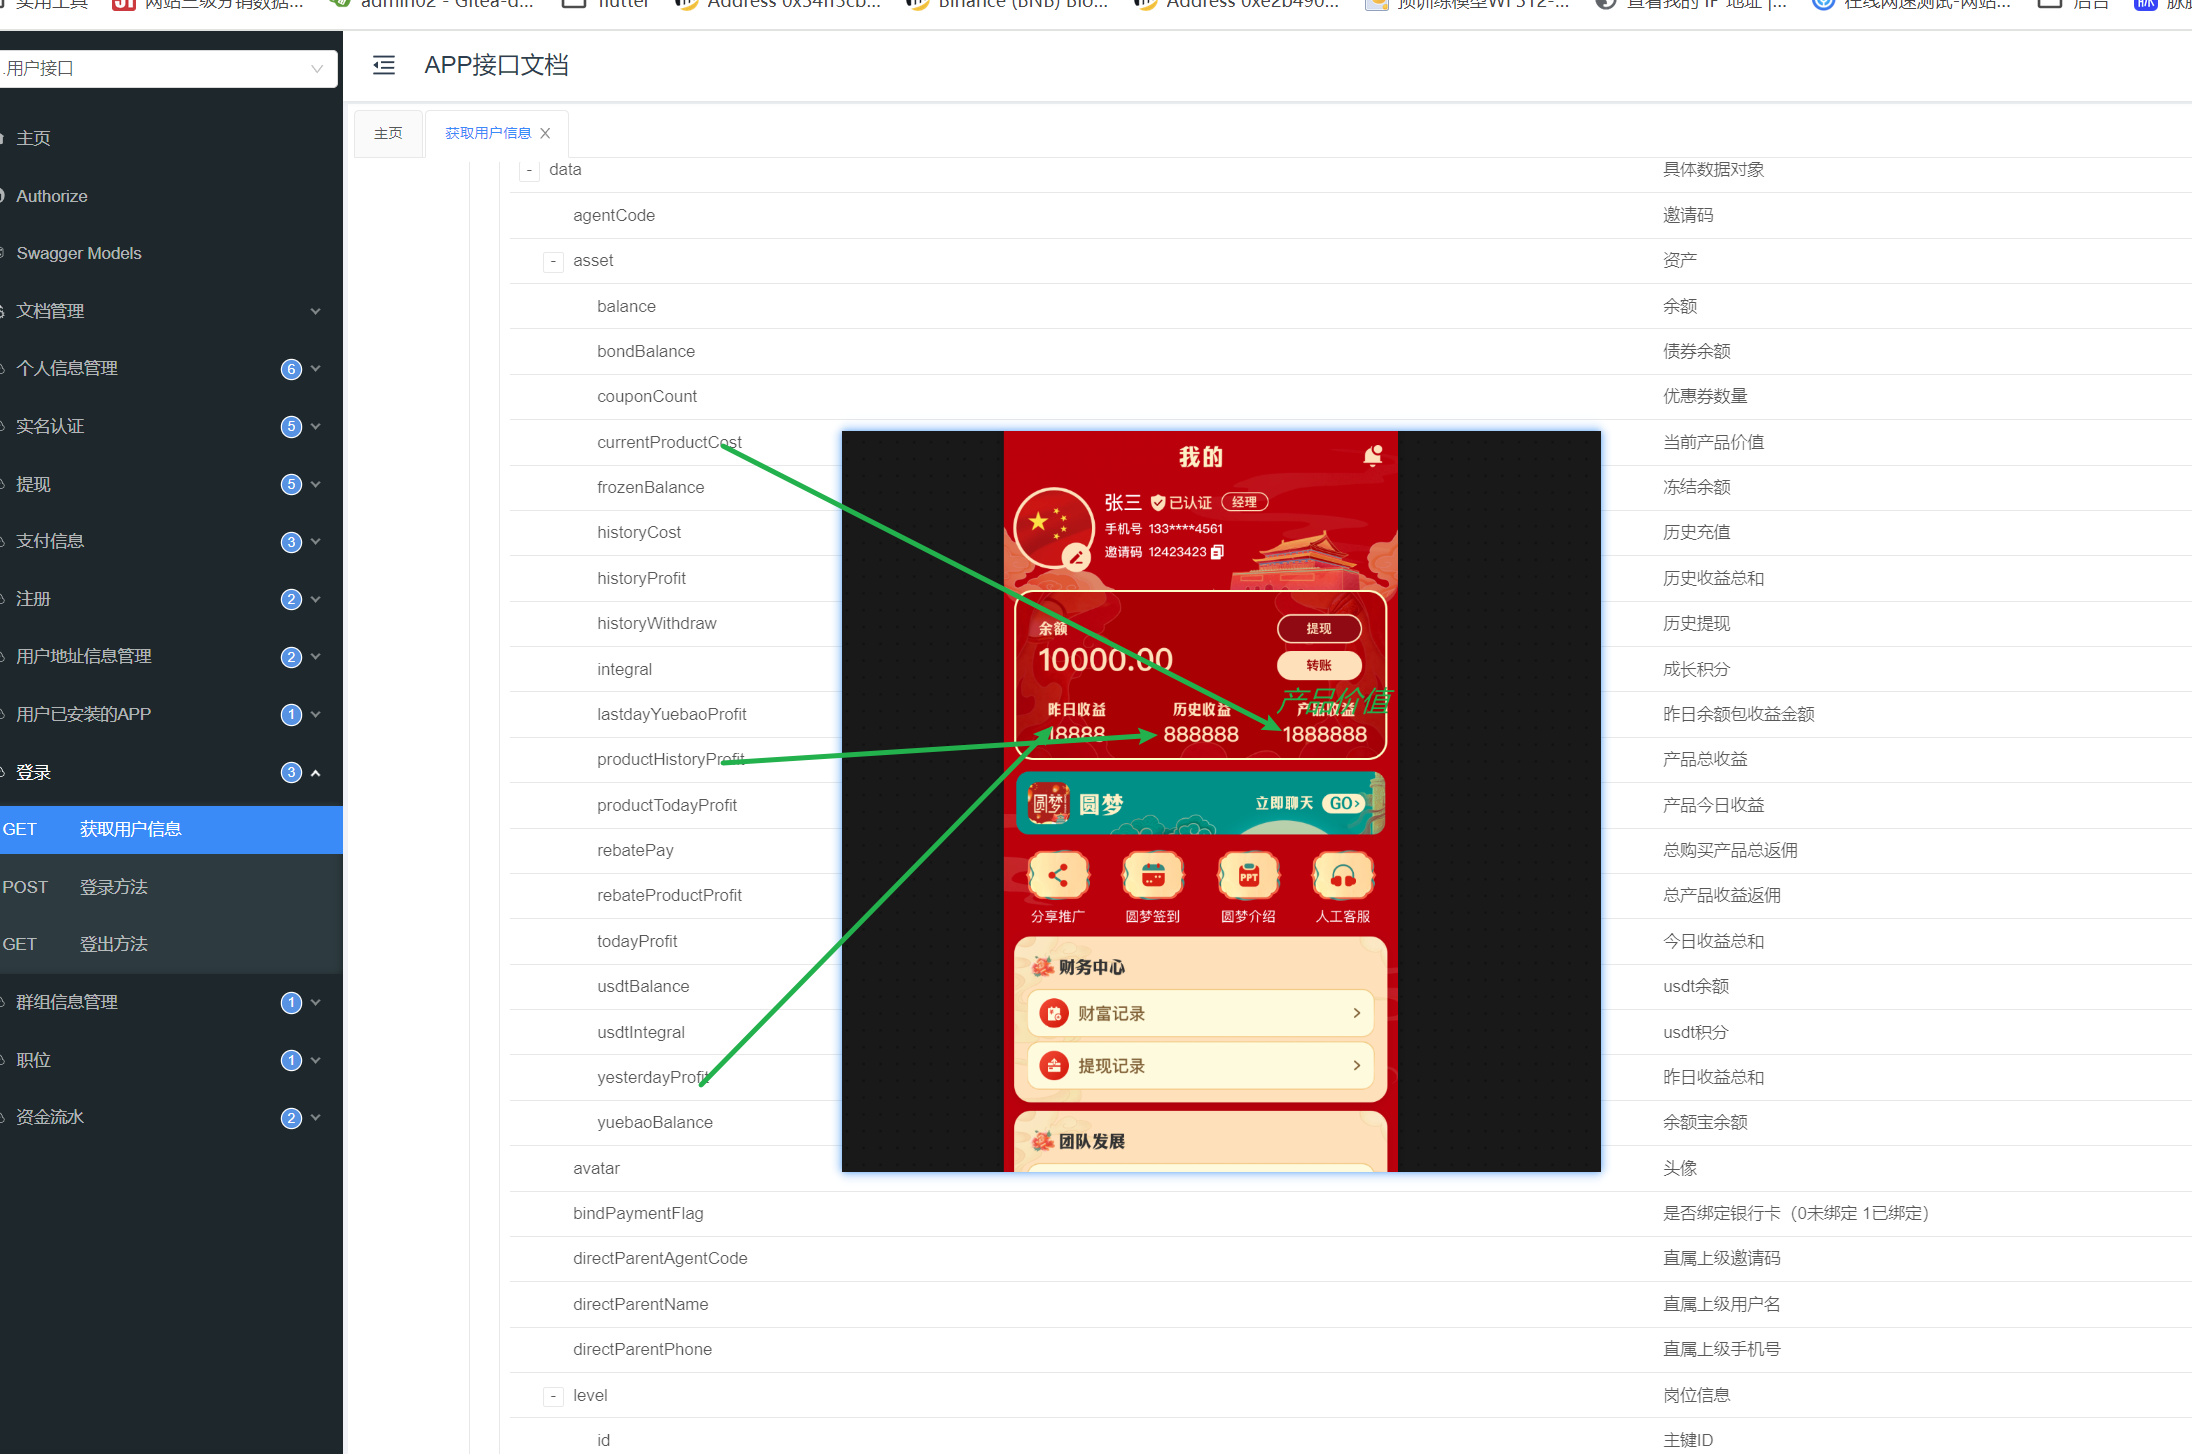 实用工具
网站三级分销数据...
admin02 - Gitea-d...
flutter
Binance (BNB) Blo...
查看我的 IP 地址 |...
在线网速测试-网站...
后台
.用户接口
APP接口文档
主页
获取用户信息
主页
Authorize
Swagger Models
文档管理
个人信息管理 6
实名认证 5
提现 5
支付信息 3
注册 2
用户地址信息管理 2
用户已安装的APP 1
登录 3
GET 获取用户信息
POST 登录方法
GET 登出方法
群组信息管理 1
职位 1
资金流水 2
- data 具体数据对象
agentCode 邀请码
- asset 资产
balance 余额
bondBalance 债券余额
couponCount 优惠券数量
currentProductCost 当前产品价值
frozenBalance 冻结余额
historyCost 历史充值
historyProfit 历史收益总和
historyWithdraw 历史提现
integral 成长积分
lastdayYuebaoProfit 昨日余额包收益金额
productHistoryProfit 产品总收益
productTodayProfit 产品今日收益
rebatePay 总购买产品总返佣
rebateProductProfit 总产品收益返佣
todayProfit 今日收益总和
usdtBalance usdt余额
usdtIntegral usdt积分
yesterdayProfit 昨日收益总和
yuebaoBalance 余额宝余额
avatar 头像
bindPaymentFlag 是否绑定银行卡（0未绑定 1已绑定）
directParentAgentCode 直属上级邀请码
directParentName 直属上级用户名
directParentPhone 直属上级手机号
- level 岗位信息
id 主键ID
我的
张三 已认证 经理
手机号 133****4561
邀请码 12423423
余额
10000.00
提现
转账
产品价值
昨日收益 历史收益 产品收益
18888 888888 1888888
圆梦 圆梦 立即聊天 GO
PPT
分享推广 圆梦签到 圆梦介绍 人工客服
财务中心
财富记录
提现记录
团队发展